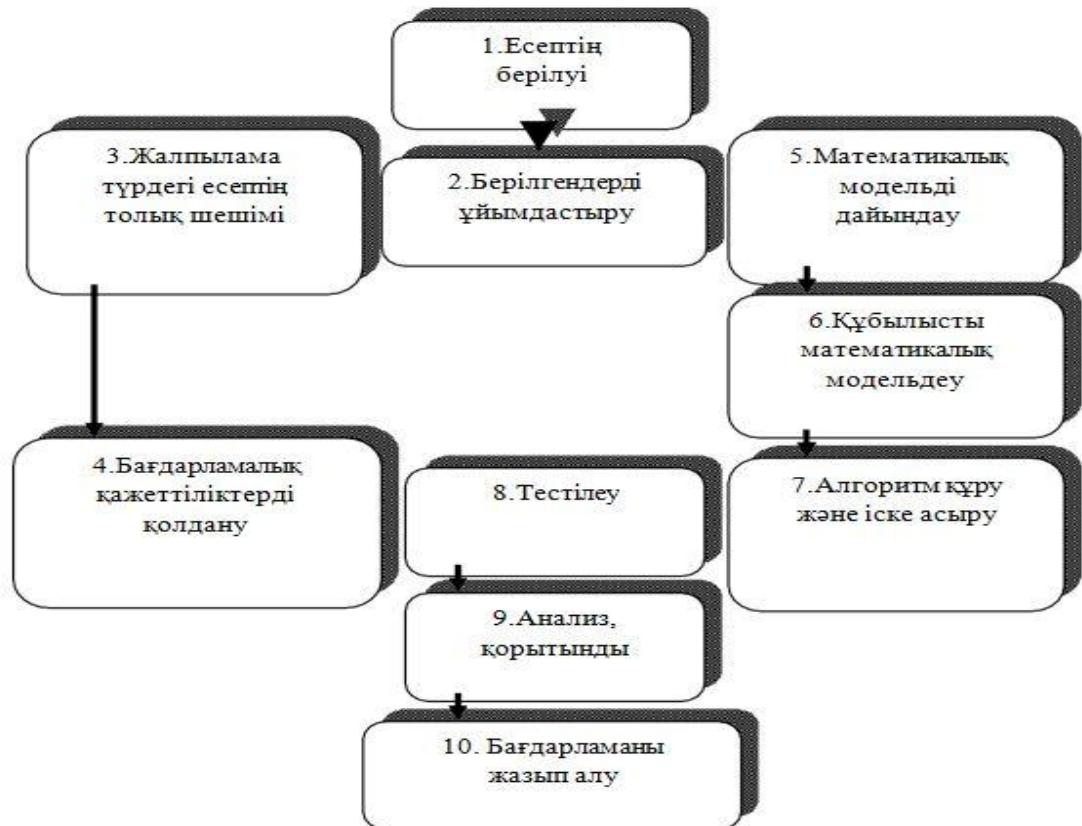 1.Есептің
берілуі
2.Берілгендерді
ұйымдастыру
3.Жалпылама
түрдегі есептің
толық шешімі
4.Бағдарламалық
қажеттіліктерді
қолдану
5.Математикалық
модельді
дайындау
6.Құбылысты
математикалық
модельдеу
7.Алгоритм құру
және іске асыру
8.Тестілеу
9.Анализ,
қорытынды
10. Бағдарламаны
жазып алу